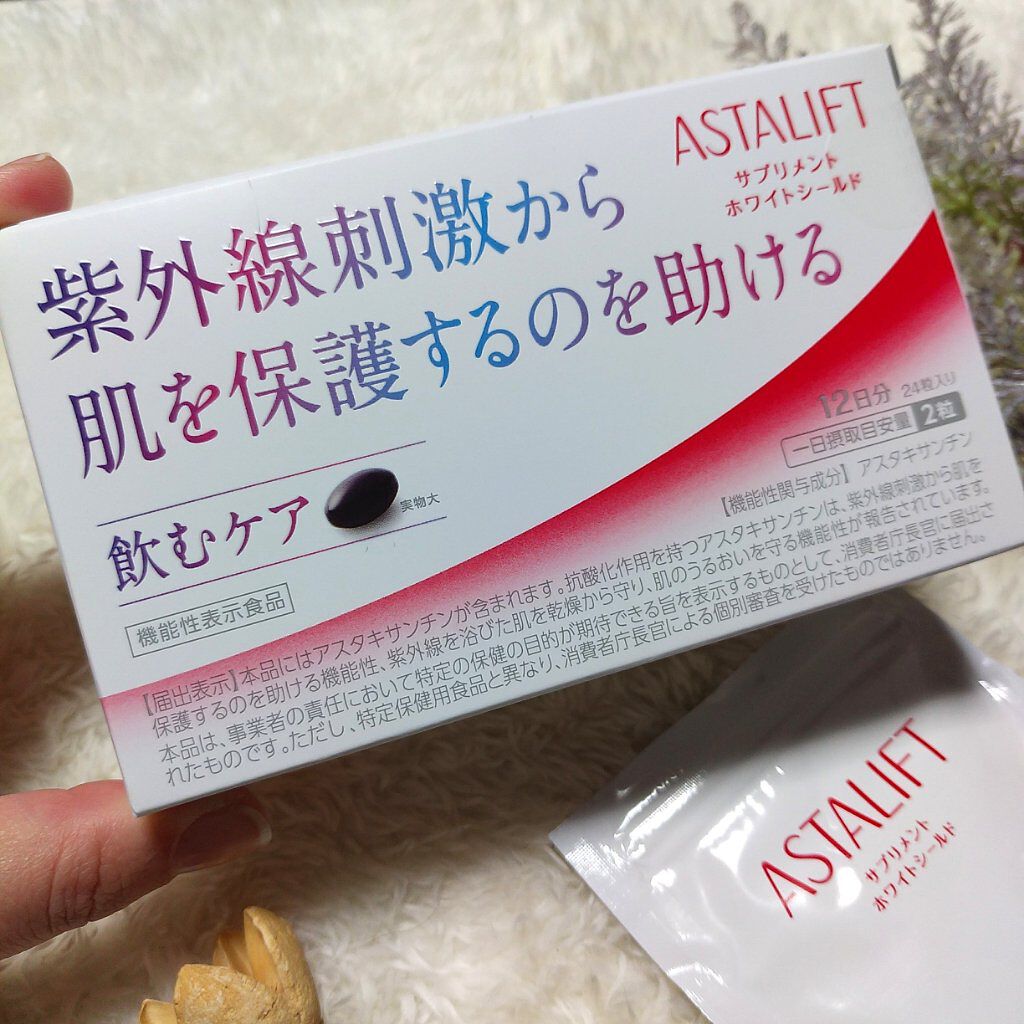 ASTALIFT
サプリメント
ホワイトシールド
紫外線刺激から
肌を保護するのを助ける
飲むケア
実物大
機能性表示食品
12日分 24粒入り
一日摂取目安量 2粒
【機能性関与成分】 アスタキサンチン
【届出表示】本品にはアスタキサンチンが含まれます。抗酸化作用を持つアスタキサンチンは、紫外線刺激から肌を
保護するのを助ける機能性、紫外線を浴びた肌を乾燥から守り、肌のうるおいを守る機能性が報告されています。
本品は、事業者の責任において特定の保健の目的が期待できる旨を表示するものとして、消費者庁長官に届出さ
れたものです。ただし、特定保健用食品と異なり、消費者庁長官による個別審査を受けたものではありません。
ASTALIFT
サプリメント
ホワイトシールド